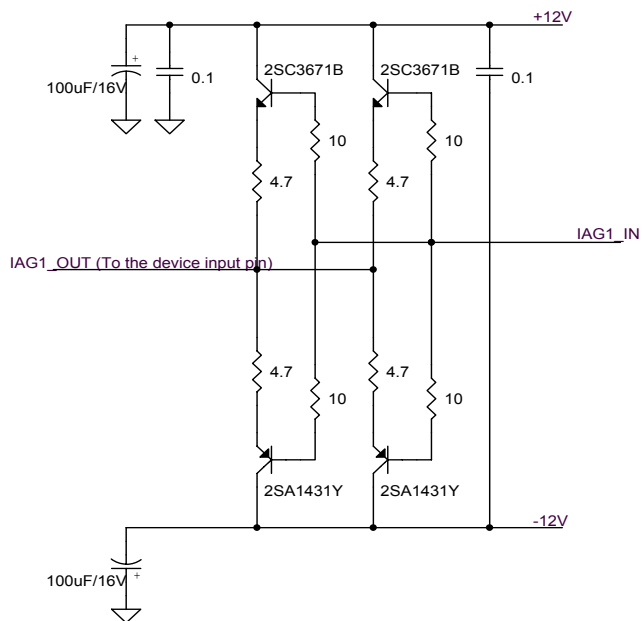 +12V
2SC3671B 2SC3671B
+
100uF/16V 0.1 0.1
10 10
4.7 4.7
IAG1_IN
IAG1_OUT (To the device input pin)
4.7 4.7
10 10
2SA1431Y 2SA1431Y
-12V
100uF/16V +